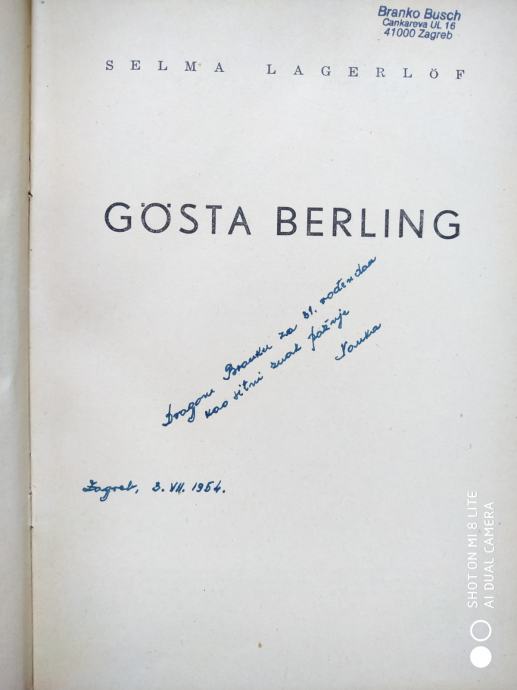 Branko Busch
Cankareva UL 16
41000 Zagreb
SELMA LAGERLÖF
GÖSTA BERLING
Dragom Branku za 31. rođendan
kao sitni znak pažnje
Zagreb, 3. VII. 1954.
SHOT ON MI 8 LITE
AI DUAL CAMERA